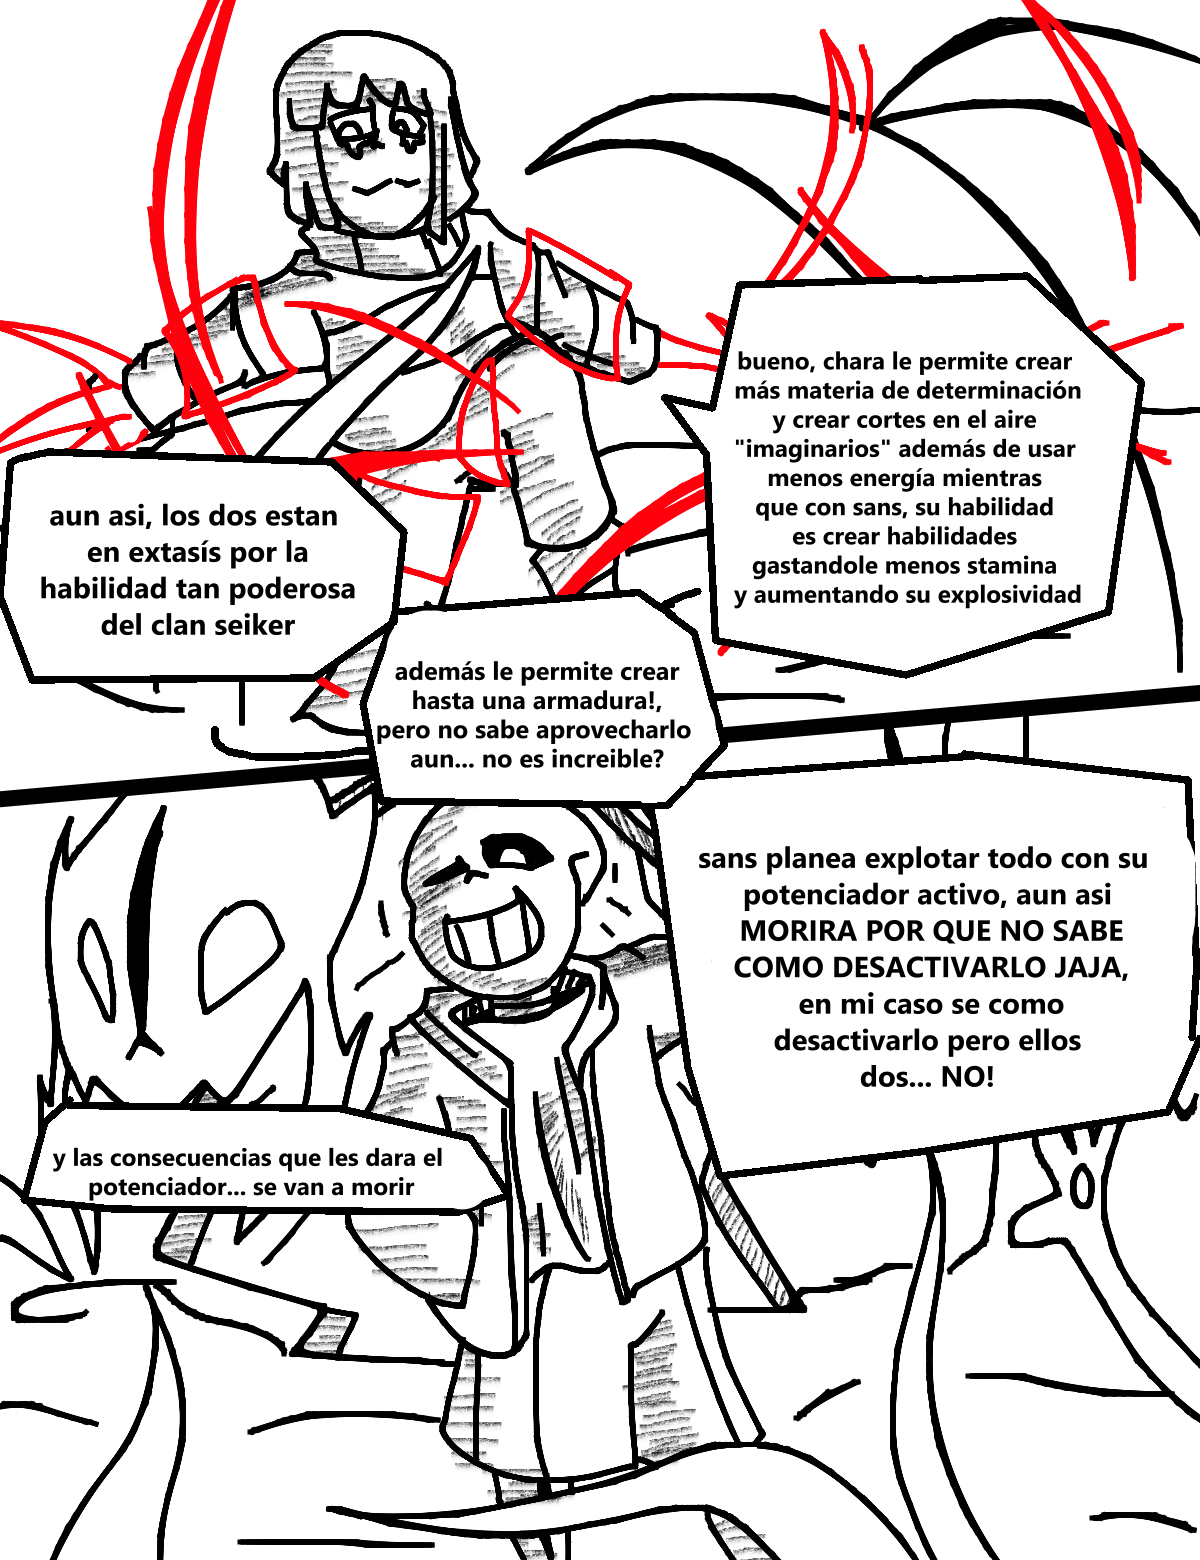 bueno, chara le permite crear
más materia de determinación
y crear cortes en el aire
"imaginarios" además de usar
menos energía mientras
que con sans, su habilidad
es crear habilidades
gastandole menos stamina
y aumentando su explosividad
aun asi, los dos estan
en extasís por la
habilidad tan poderosa
del clan seiker
además le permite crear
hasta una armadura!,
pero no sabe aprovecharlo
aun... no es increible?
sans planea explotar todo con su
potenciador activo, aun asi
MORIRA POR QUE NO SABE
COMO DESACTIVARLO JAJA,
en mi caso se como
desactivarlo pero ellos
dos... NO!
y las consecuencias que les dara el
potenciador... se van a morir